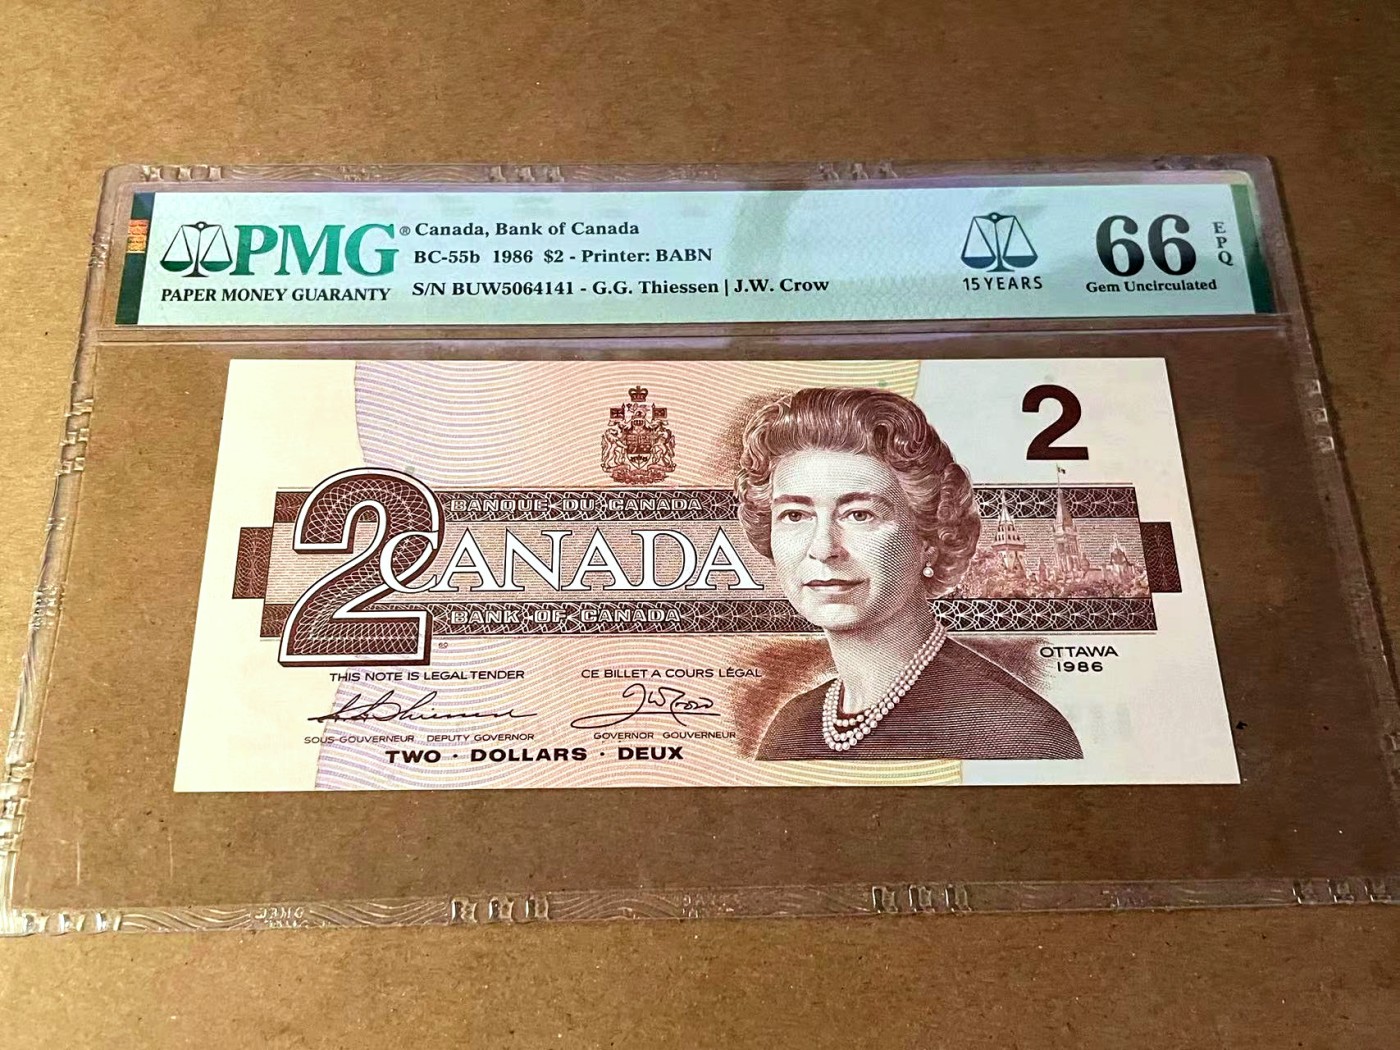 PMG ®
PAPER MONEY GUARANTY
Canada, Bank of Canada
BC-55b 1986 $2 - Printer: BABN
S/N BUW5064141 - G.G. Thiessen | J.W. Crow
15 YEARS
66 EPQ
Gem Uncirculated
2
2
BANQUE DU CANADA
CANADA
BANK OF CANADA
OTTAWA
1986
THIS NOTE IS LEGAL TENDER
CE BILLET A COURS LÉGAL
SOUS-GOUVERNEUR DEPUTY GOVERNOR
GOVERNOR GOUVERNEUR
TWO · DOLLARS · DEUX